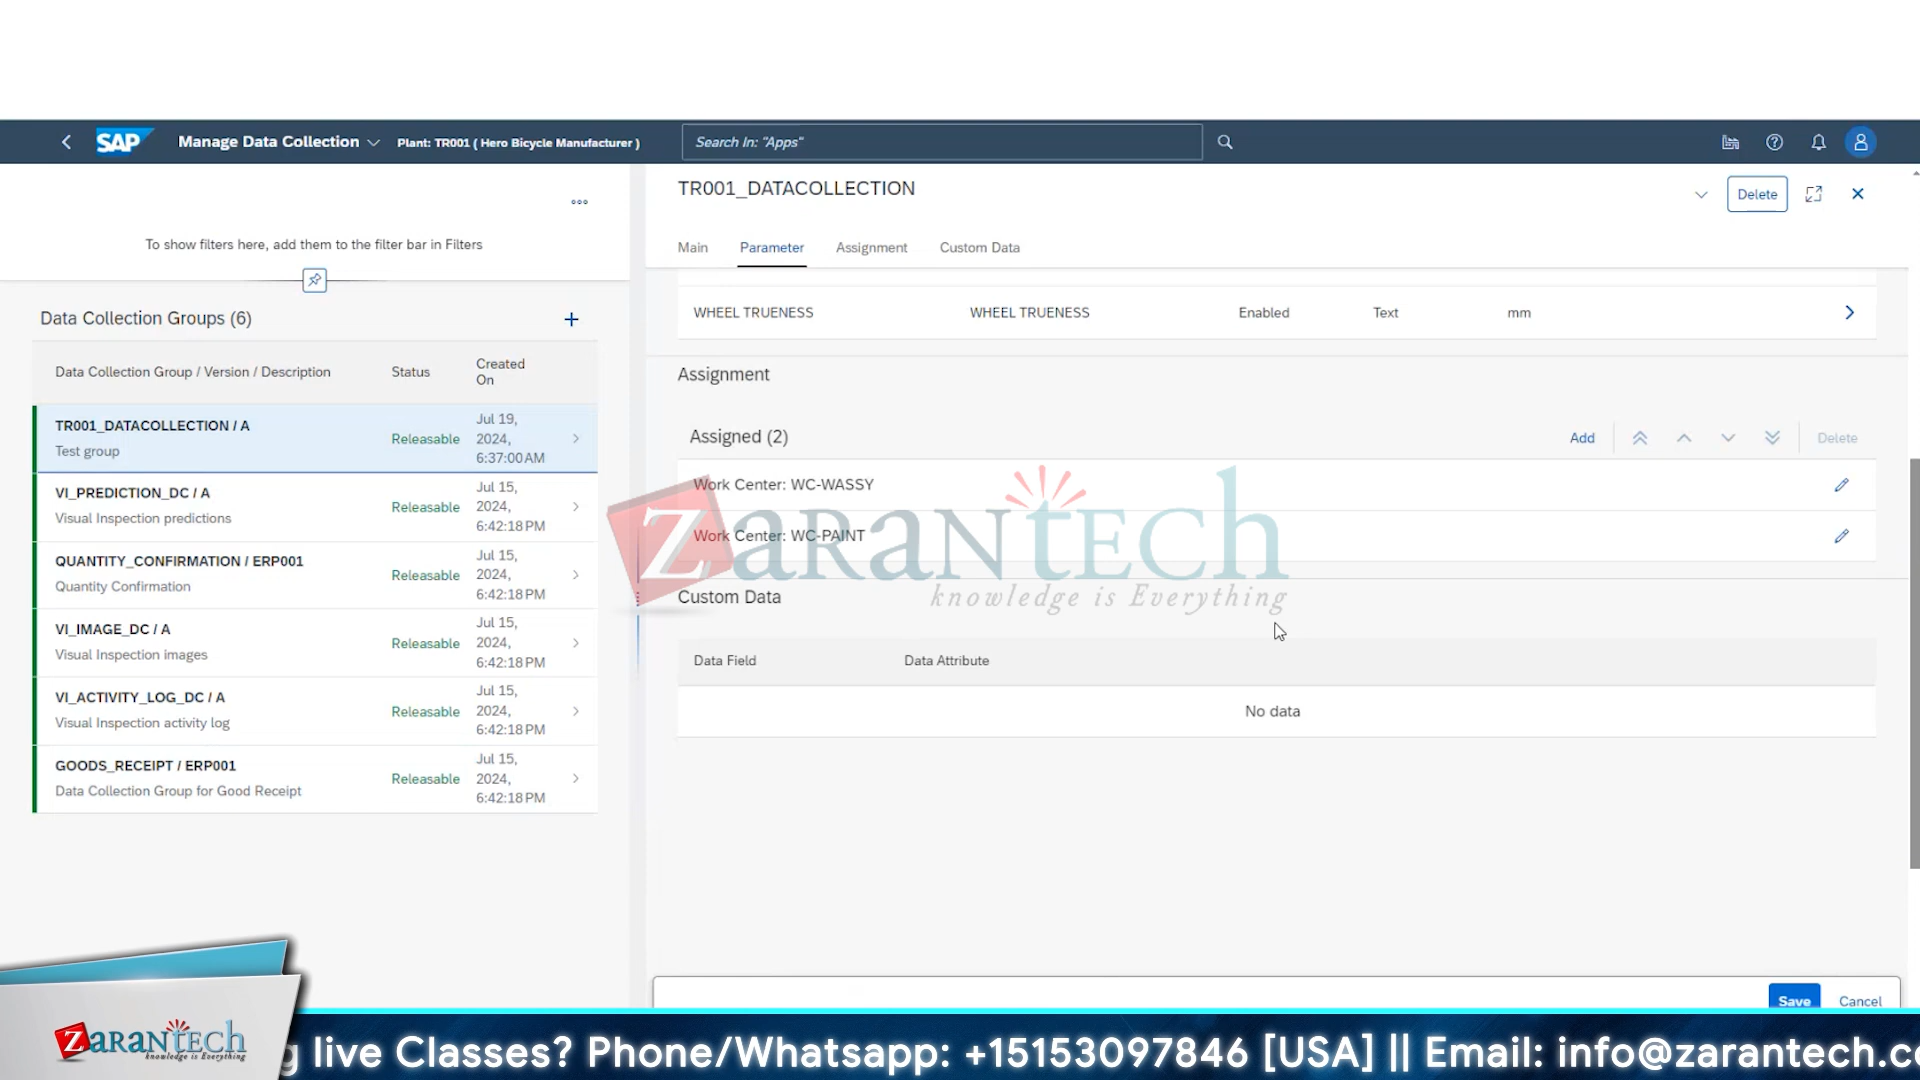 SAP Manage Data Collection Plant: TR001 ( Hero Bicycle Manufacturer ) Search In: "Apps"
To show filters here, add them to the filter bar in Filters
Data Collection Groups (6)
Data Collection Group / Version / Description Status Created On
TR001_DATACOLLECTION / A
Test group
Releasable
Jul 19,
2024,
6:37:00 AM
VI_PREDICTION_DC / A
Visual Inspection predictions
Releasable
Jul 15,
2024,
6:42:18 PM
QUANTITY_CONFIRMATION / ERP001
Quantity Confirmation
Releasable
Jul 15,
2024,
6:42:18 PM
VI_IMAGE_DC / A
Visual Inspection images
Releasable
Jul 15,
2024,
6:42:18 PM
VI_ACTIVITY_LOG_DC / A
Visual Inspection activity log
Releasable
Jul 15,
2024,
6:42:18 PM
GOODS_RECEIPT / ERP001
Data Collection Group for Good Receipt
Releasable
Jul 15,
2024,
6:42:18 PM
TR001_DATACOLLECTION
Delete
Main Parameter Assignment Custom Data
WHEEL TRUENESS WHEEL TRUENESS Enabled Text mm
Assignment
Assigned (2) Add Delete
Work Center: WC-WASSY
Work Center: WC-PAINT
ZARANTECH
knowledge is Everything
Custom Data
Data Field Data Attribute
No data
Save Cancel
ZARANTECH
knowledge is Everything
g live Classes? Phone/Whatsapp: +15153097846 [USA] || Email: info@zarantech.c